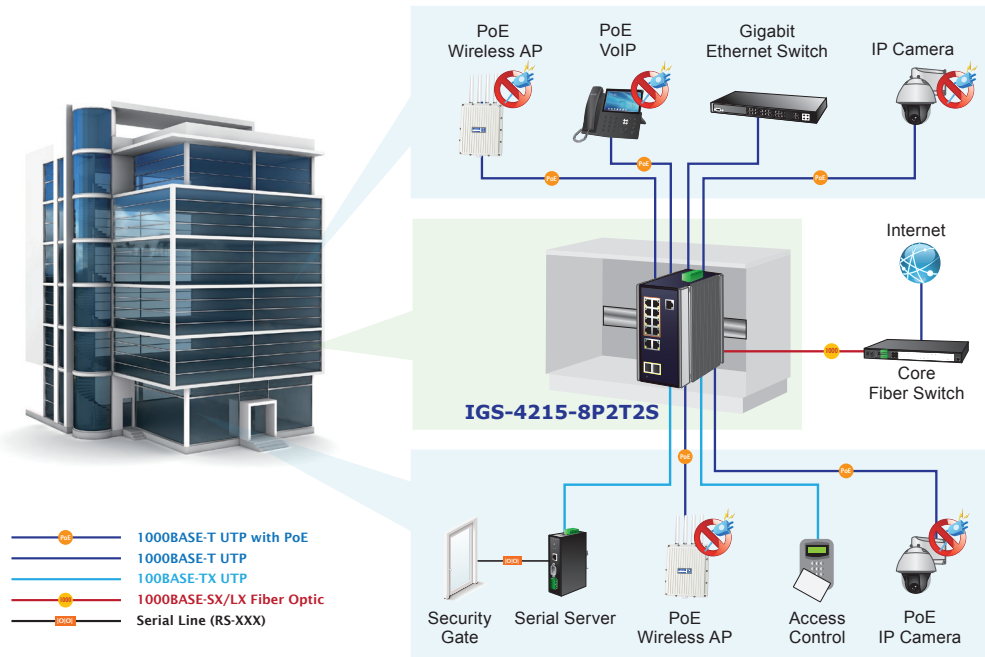 PoE
Wireless AP
PoE
VoIP
Gigabit
Ethernet Switch
IP Camera
PoE
PoE
PoE
Internet
1000
Core
Fiber Switch
IGS-4215-8P2T2S
PoE
PoE
PoE
1000BASE-T UTP with PoE
1000BASE-T UTP
100BASE-TX UTP
1000
1000BASE-SX/LX Fiber Optic
|O|O|
Serial Line (RS-XXX)
|O|O|
Security
Gate
Serial Server
PoE
Wireless AP
Access
Control
PoE
IP Camera